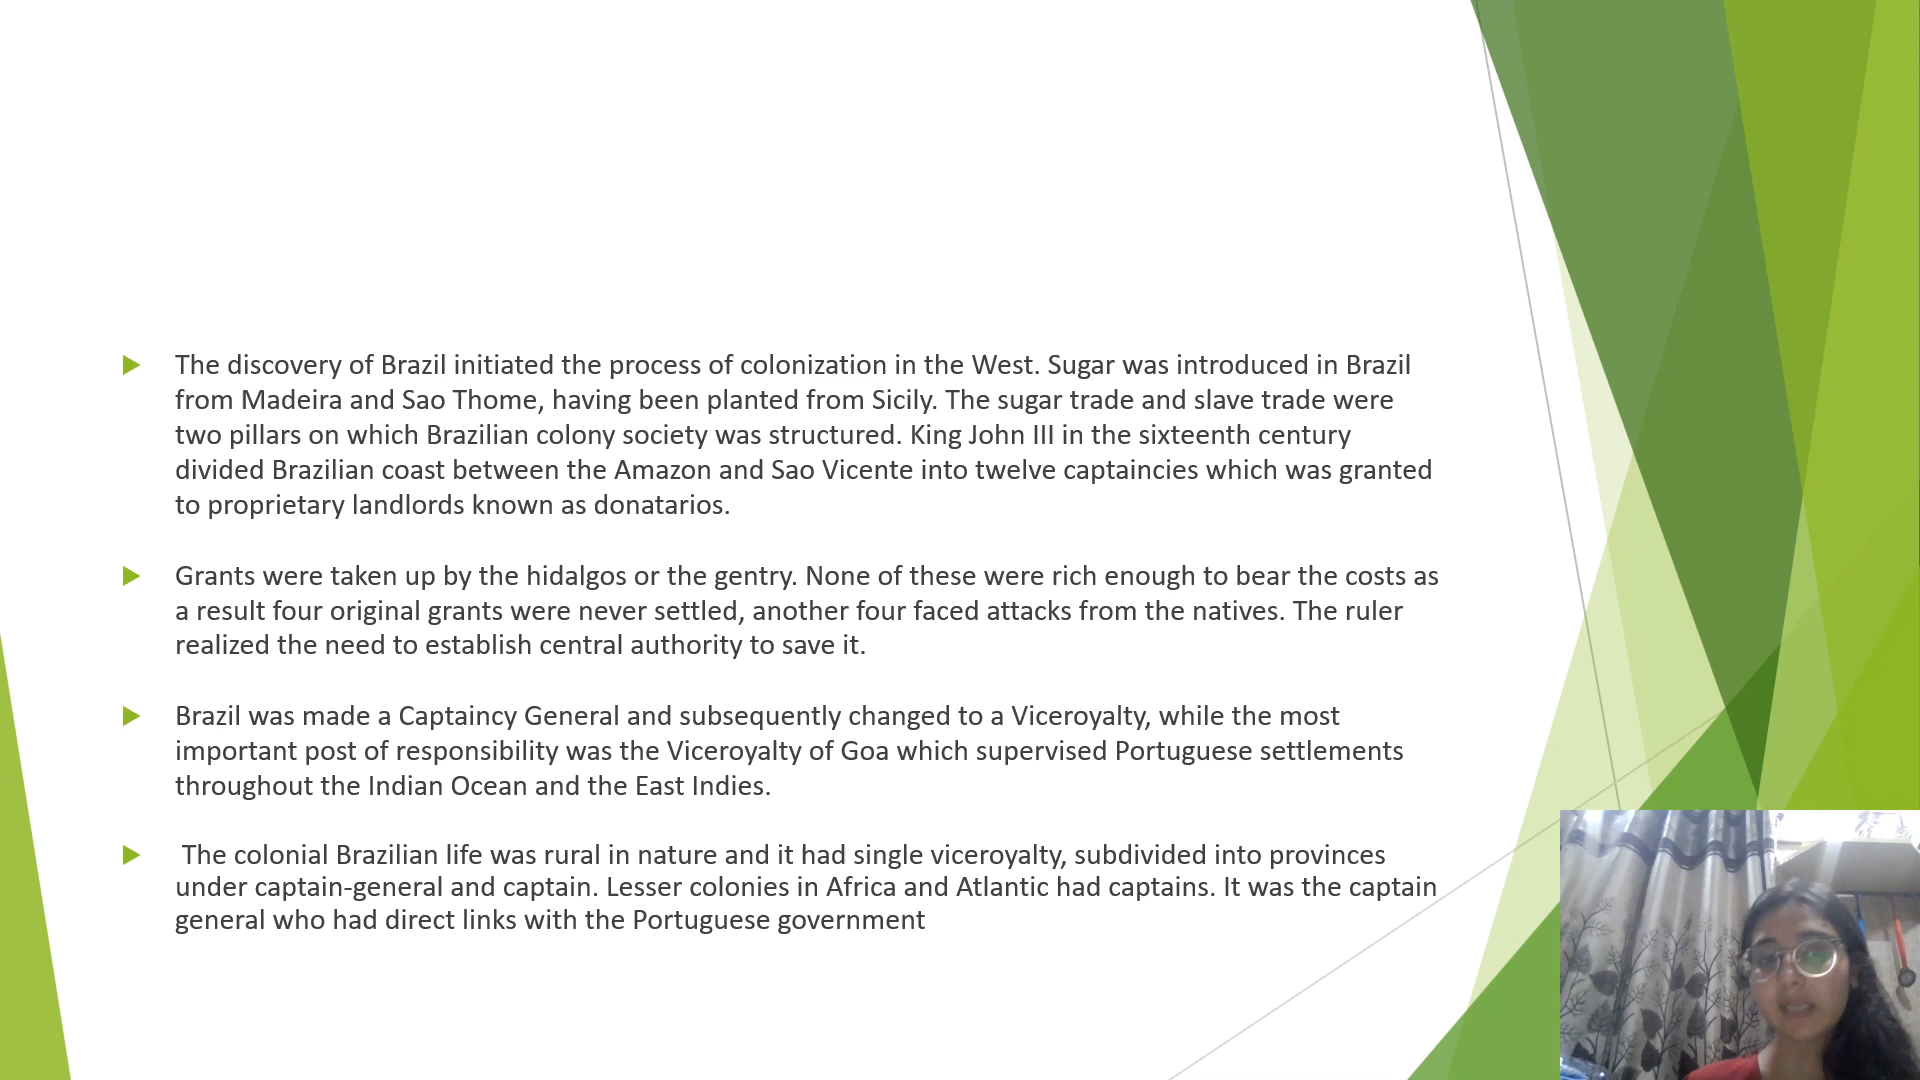 The discovery of Brazil initiated the process of colonization in the West. Sugar was introduced in Brazil
from Madeira and Sao Thome, having been planted from Sicily. The sugar trade and slave trade were
two pillars on which Brazilian colony society was structured. King John III in the sixteenth century
divided Brazilian coast between the Amazon and Sao Vicente into twelve captaincies which was granted
to proprietary landlords known as donatarios.
Grants were taken up by the hidalgos or the gentry. None of these were rich enough to bear the costs as
a result four original grants were never settled, another four faced attacks from the natives. The ruler
realized the need to establish central authority to save it.
Brazil was made a Captaincy General and subsequently changed to a Viceroyalty, while the most
important post of responsibility was the Viceroyalty of Goa which supervised Portuguese settlements
throughout the Indian Ocean and the East Indies.
The colonial Brazilian life was rural in nature and it had single viceroyalty, subdivided into provinces
under captain-general and captain. Lesser colonies in Africa and Atlantic had captains. It was the captain
general who had direct links with the Portuguese government